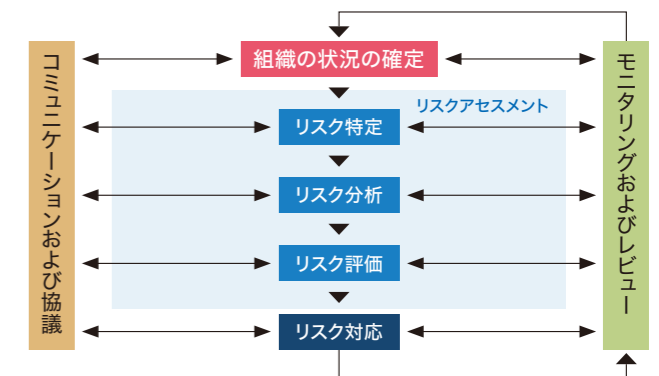 コミュニケーションおよび協議
組織の状況の確定
リスクアセスメント
リスク特定
リスク分析
リスク評価
リスク対応
モニタリングおよびレビュー